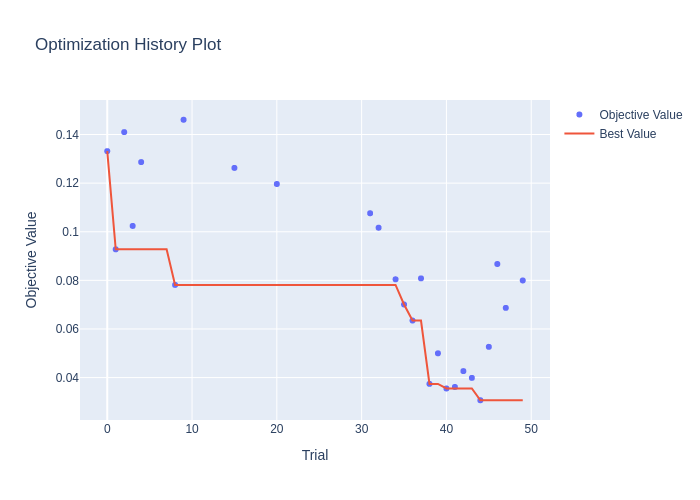 Optimization History Plot
Objective Value
Best Value
0.14
0.12
0.1
0.08
0.06
0.04
Objective Value
0
10
20
30
40
50
Trial